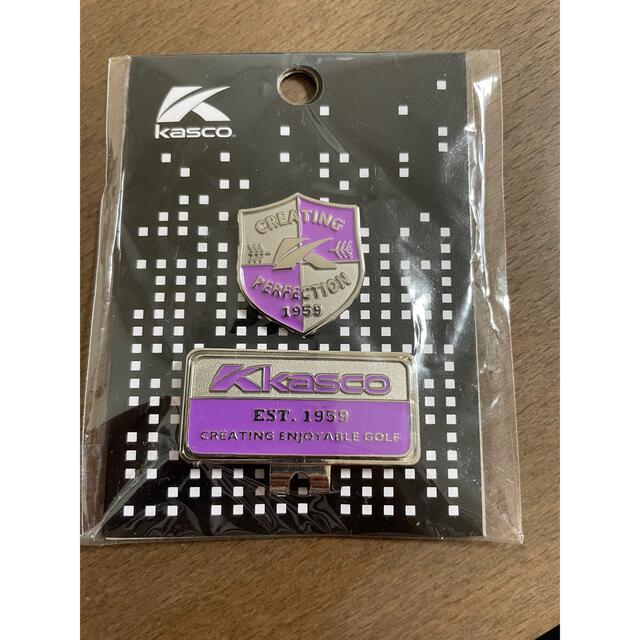 Kasco
CREATING
K
PERFECTION
1959
K kasco
EST. 1959
CREATING ENJOYABLE GOLF